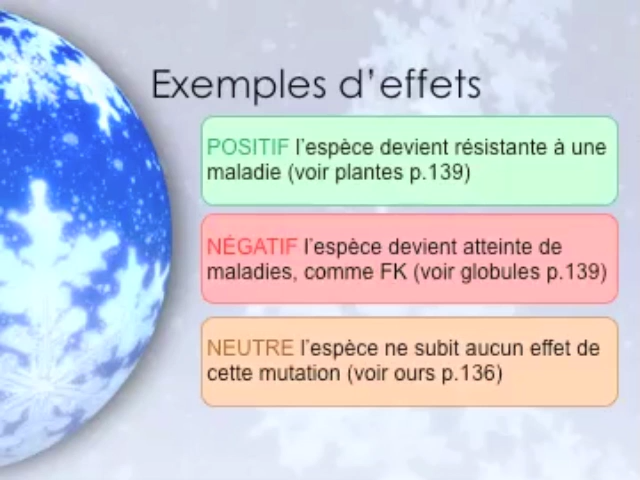 Exemples d'effets
POSITIF l'espèce devient résistante à une
maladie (voir plantes p.139)
NÉGATIF l'espèce devient atteinte de
maladies, comme FK (voir globules p.139)
NEUTRE l'espèce ne subit aucun effet de
cette mutation (voir ours p.136)